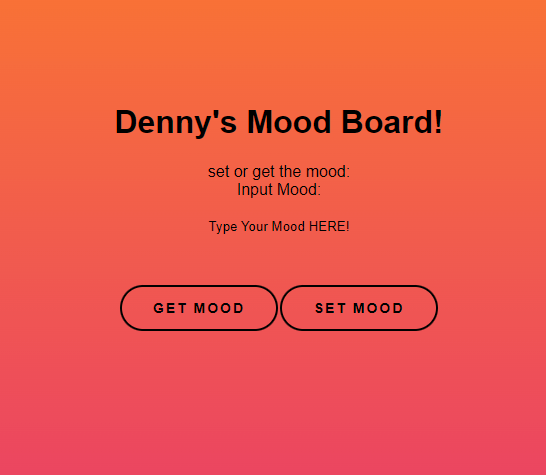 Denny's Mood Board!
set or get the mood:
Input Mood:
Type Your Mood HERE!
GET MOOD SET MOOD